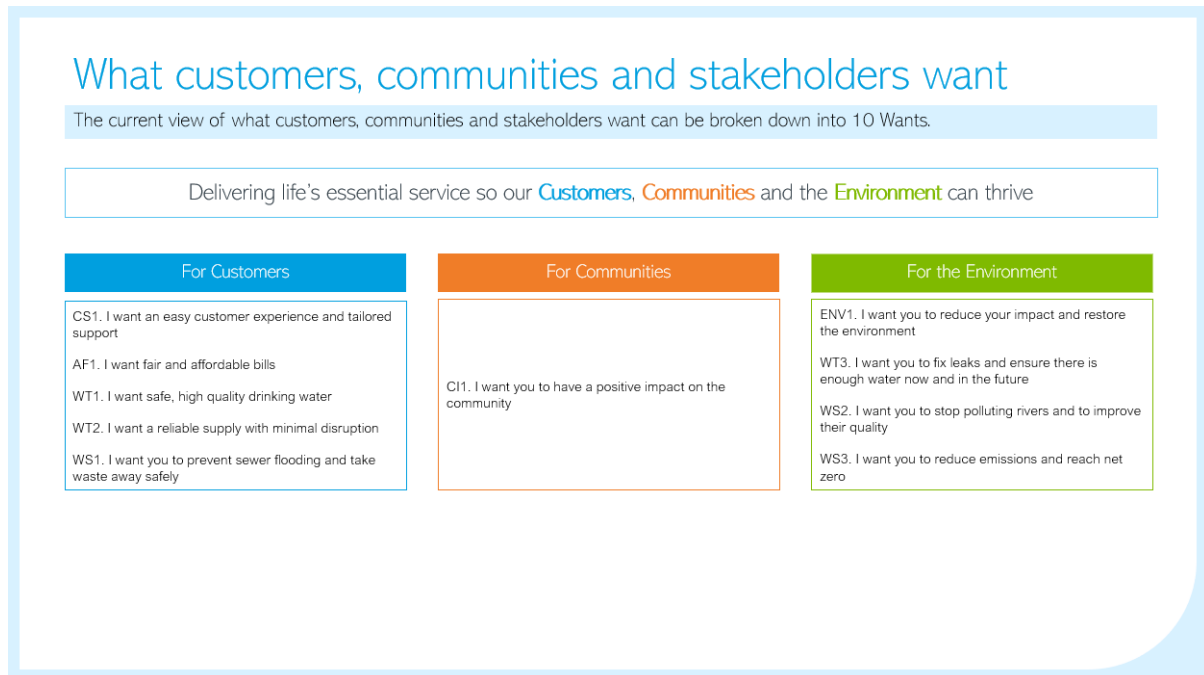 What customers, communities and stakeholders want
The current view of what customers, communities and stakeholders want can be broken down into 10 Wants.
Delivering life's essential service so our Customers, Communities and the Environment can thrive
For Customers
CS1. I want an easy customer experience and tailored
support
AF1. I want fair and affordable bills
WT1. I want safe, high quality drinking water
WT2. I want a reliable supply with minimal disruption
WS1. I want you to prevent sewer flooding and take
waste away safely
For Communities
CI1. I want you to have a positive impact on the
community
For the Environment
ENV1. I want you to reduce your impact and restore
the environment
WT3. I want you to fix leaks and ensure there is
enough water now and in the future
WS2. I want you to stop polluting rivers and to improve
their quality
WS3. I want you to reduce emissions and reach net
zero